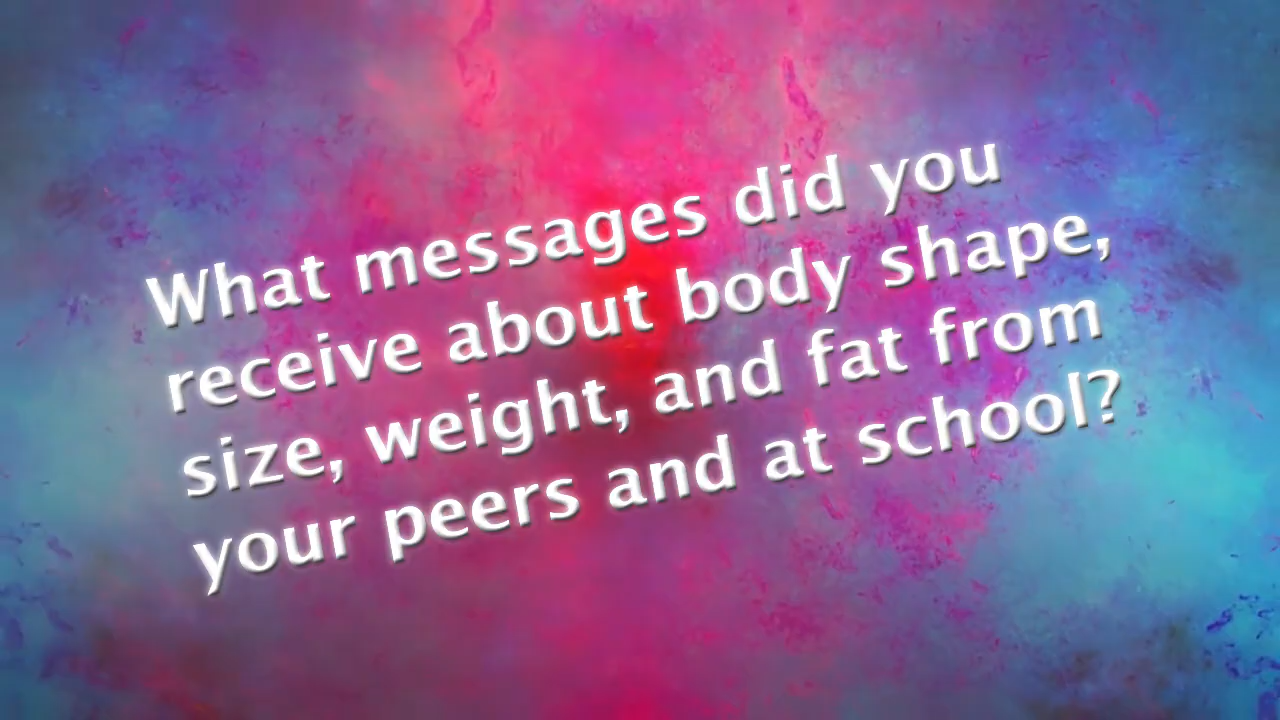 What messages did you
receive about body shape,
size, weight, and fat from
your peers and at school?